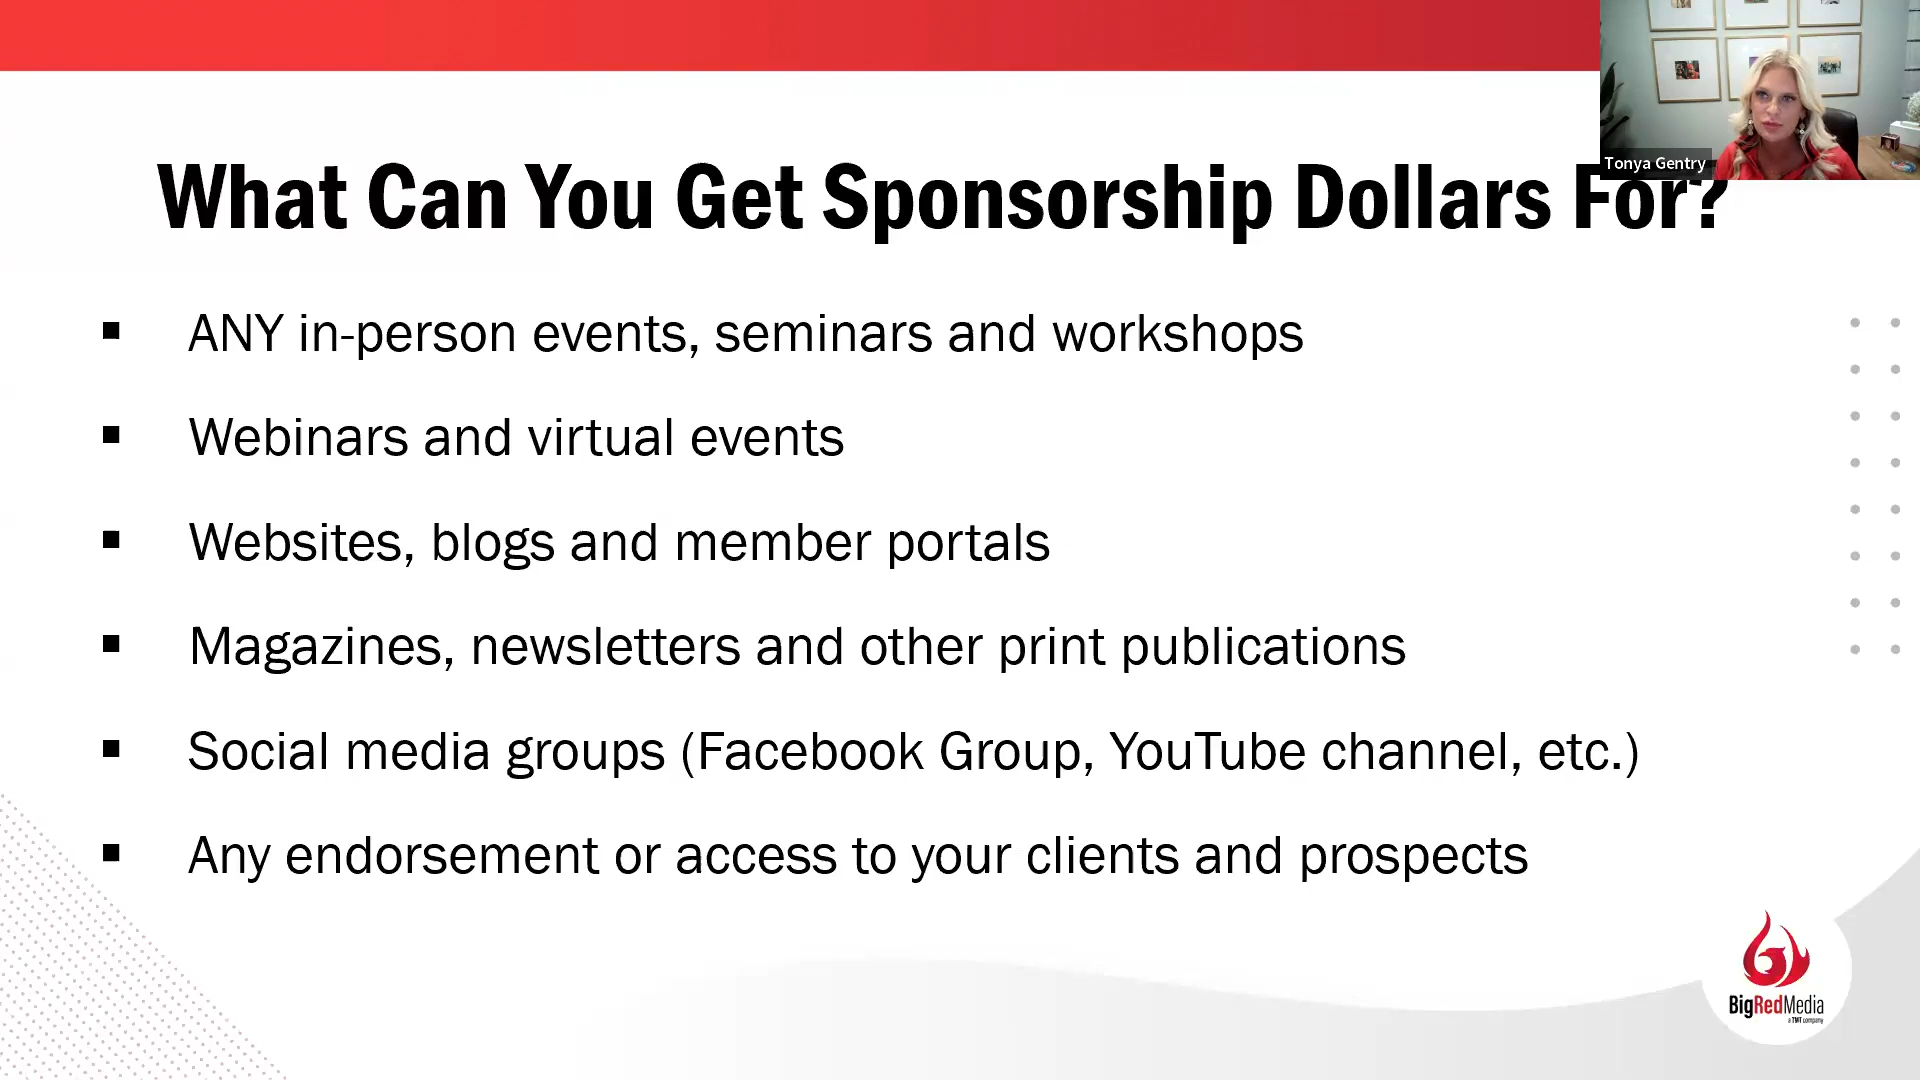 Tonya Gentry
What Can You Get Sponsorship Dollars For?
▪ ANY in-person events, seminars and workshops
▪ Webinars and virtual events
▪ Websites, blogs and member portals
▪ Magazines, newsletters and other print publications
▪ Social media groups (Facebook Group, YouTube channel, etc.)
▪ Any endorsement or access to your clients and prospects
BigRedMedia
a TMT company